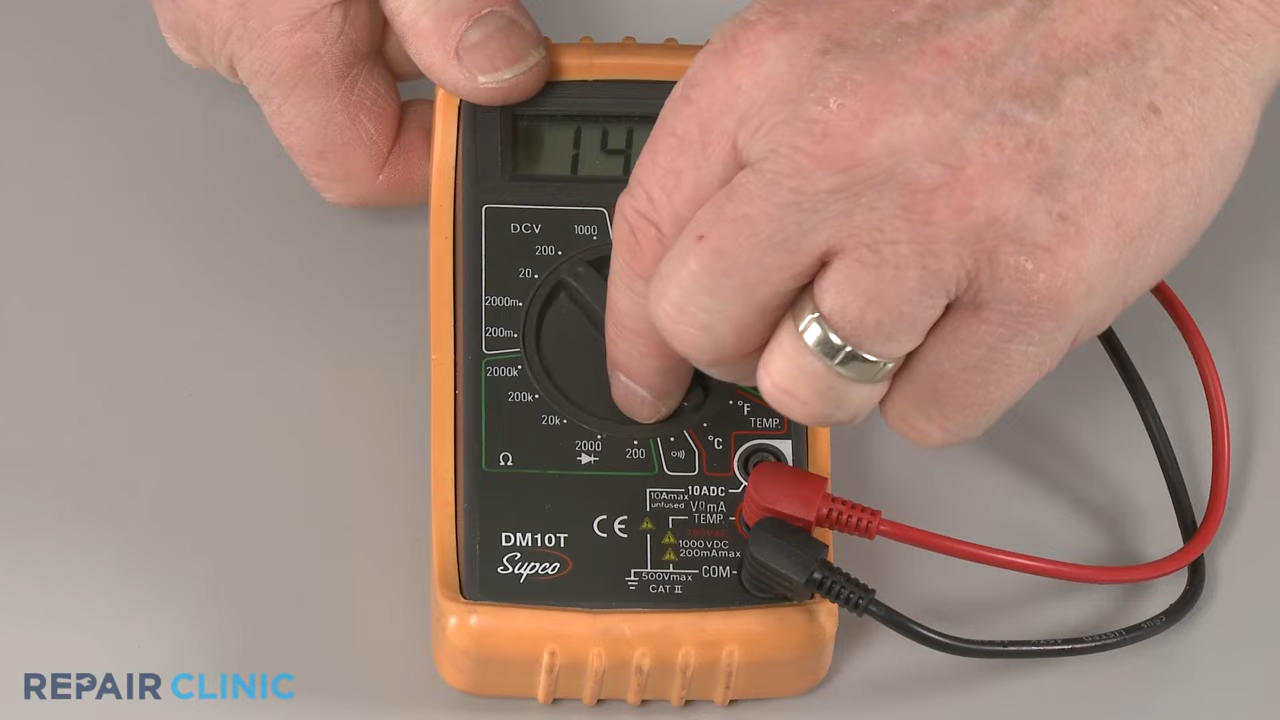 14
DCV 1000
200
20
2000m
200m
2000k
200k
20k
2000
200
Ω
°F
TEMP.
°C
10ADC
10Amax
unfused
VΩmA
TEMP.
1000VDC
200mAmax
COM
500Vmax
CAT II
CE
DM10T
Supco
REPAIR CLINIC